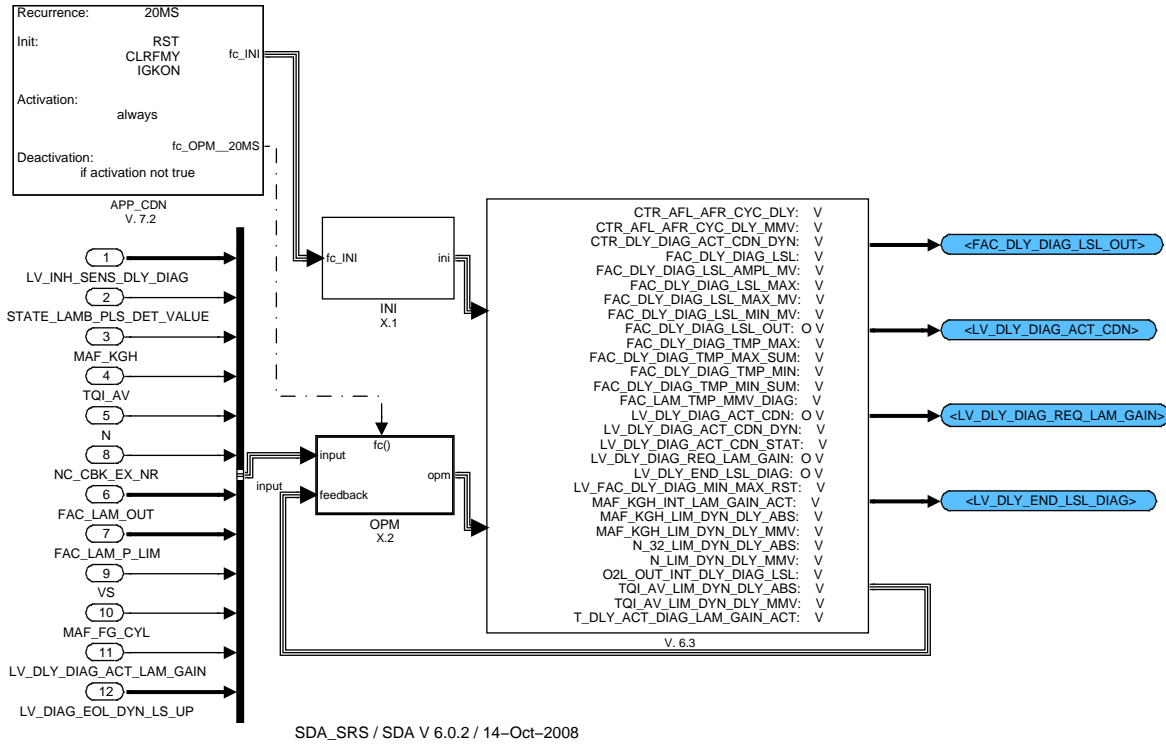 Recurrence: 20MS
Init: RST
CLRFMY
IGKON
fc_INI
Activation:
always
fc_OPM__20MS
Deactivation:
if activation not true
APP_CDN
V. 7.2
1
LV_INH_SENS_DLY_DIAG
2
STATE_LAMB_PLS_DET_VALUE
3
MAF_KGH
4
TQI_AV
5
N
8
NC_CBK_EX_NR
6
FAC_LAM_OUT
7
FAC_LAM_P_LIM
9
VS
10
MAF_FG_CYL
11
LV_DLY_DIAG_ACT_LAM_GAIN
12
LV_DIAG_EOL_DYN_LS_UP
input
fc_INI ini
INI
X.1
fc()
input
opm
feedback
OPM
X.2
CTR_AFL_AFR_CYC_DLY: V
CTR_AFL_AFR_CYC_DLY_MMV: V
CTR_DLY_DIAG_ACT_CDN_DYN: V
FAC_DLY_DIAG_LSL: V
FAC_DLY_DIAG_LSL_AMPL_MV: V
FAC_DLY_DIAG_LSL_MAX: V
FAC_DLY_DIAG_LSL_MAX_MV: V
FAC_DLY_DIAG_LSL_MIN_MV: V
FAC_DLY_DIAG_LSL_OUT: O V
FAC_DLY_DIAG_TMP_MAX: V
FAC_DLY_DIAG_TMP_MAX_SUM: V
FAC_DLY_DIAG_TMP_MIN: V
FAC_DLY_DIAG_TMP_MIN_SUM: V
FAC_LAM_TMP_MMV_DIAG: V
LV_DLY_DIAG_ACT_CDN: O V
LV_DLY_DIAG_ACT_CDN_DYN: V
LV_DLY_DIAG_ACT_CDN_STAT: V
LV_DLY_DIAG_REQ_LAM_GAIN: O V
LV_DLY_END_LSL_DIAG: O V
LV_FAC_DLY_DIAG_MIN_MAX_RST: V
MAF_KGH_INT_LAM_GAIN_ACT: V
MAF_KGH_LIM_DYN_DLY_ABS: V
MAF_KGH_LIM_DYN_DLY_MMV: V
N_32_LIM_DYN_DLY_ABS: V
N_LIM_DYN_DLY_MMV: V
O2L_OUT_INT_DLY_DIAG_LSL: V
TQI_AV_LIM_DYN_DLY_ABS: V
TQI_AV_LIM_DYN_DLY_MMV: V
T_DLY_ACT_DIAG_LAM_GAIN_ACT: V
V. 6.3
<FAC_DLY_DIAG_LSL_OUT>
<LV_DLY_DIAG_ACT_CDN>
<LV_DLY_DIAG_REQ_LAM_GAIN>
<LV_DLY_END_LSL_DIAG>
SDA_SRS / SDA V 6.0.2 / 14−Oct−2008